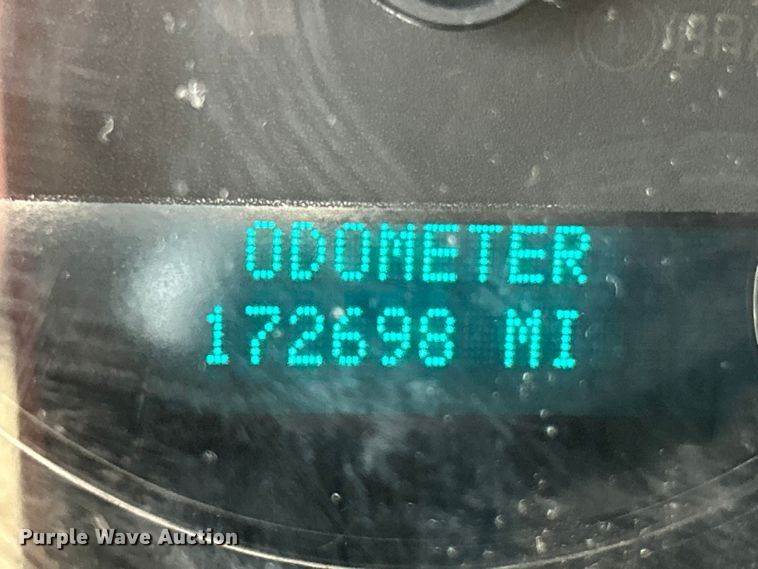 ODOMETER
172698 MI
Purple Wave Auction